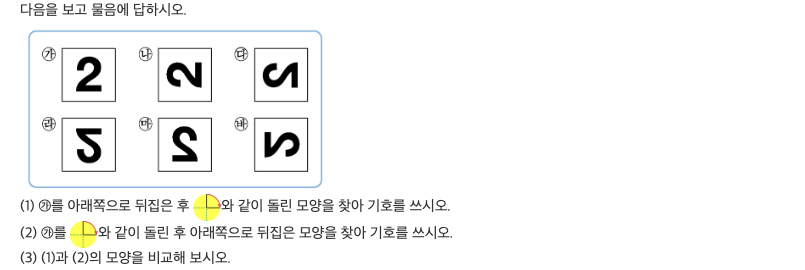 다음을 보고 물음에 답하시오.
㉮ 2 ㉯ 2 ㉰ 2
㉱ 2 ㉲ 2 ㉳ 2
(1) ㉮를 아래쪽으로 뒤집은 후 와 같이 돌린 모양을 찾아 기호를 쓰시오.
(2) ㉮를 와 같이 돌린 후 아래쪽으로 뒤집은 모양을 찾아 기호를 쓰시오.
(3) (1)과 (2)의 모양을 비교해 보시오.